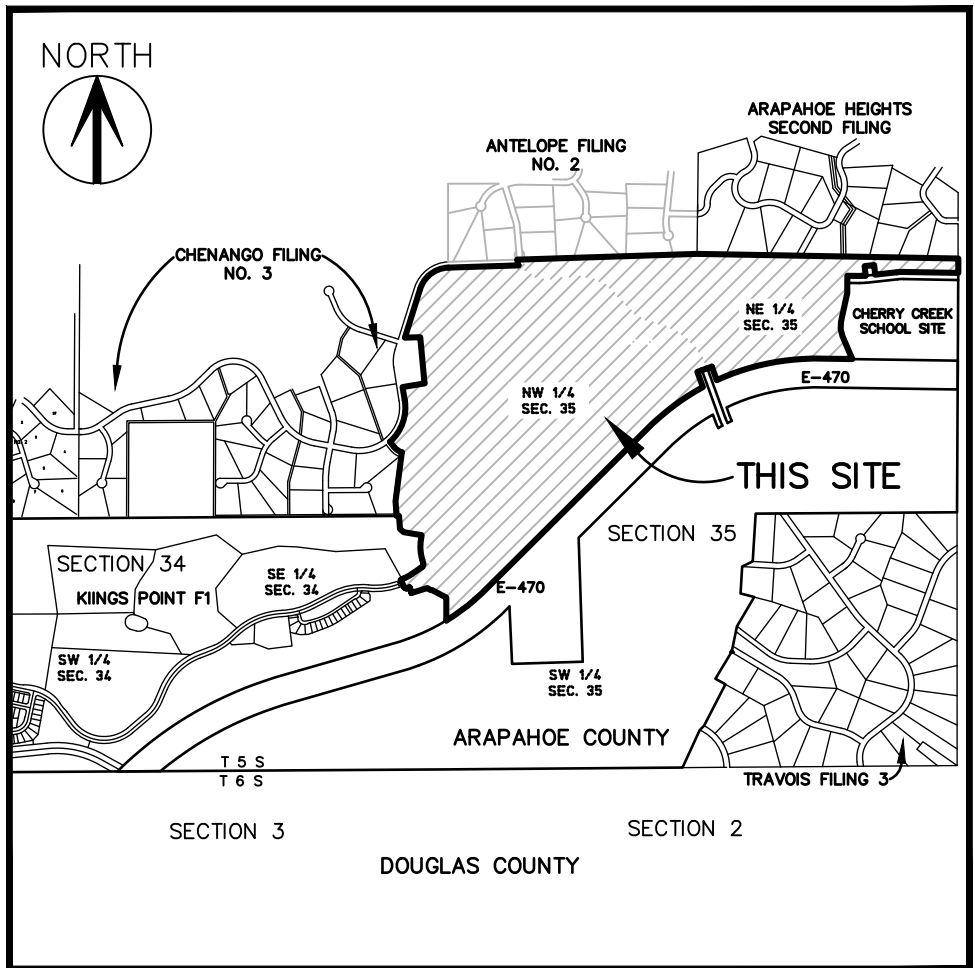 NORTH
ARAPAHOE HEIGHTS
SECOND FILING
ANTELOPE FILING
NO. 2
CHENANGO FILING
NO. 3
NE 1/4
SEC. 35
CHERRY CREEK
SCHOOL SITE
E-470
NW 1/4
SEC. 35
THIS SITE
SECTION 35
SECTION 34
SE 1/4
SEC. 34
KIINGS POINT F1
E-470
SW 1/4
SEC. 34
SW 1/4
SEC. 35
ARAPAHOE COUNTY
T 5 S
T 6 S
TRAVOIS FILING 3
SECTION 3
SECTION 2
DOUGLAS COUNTY